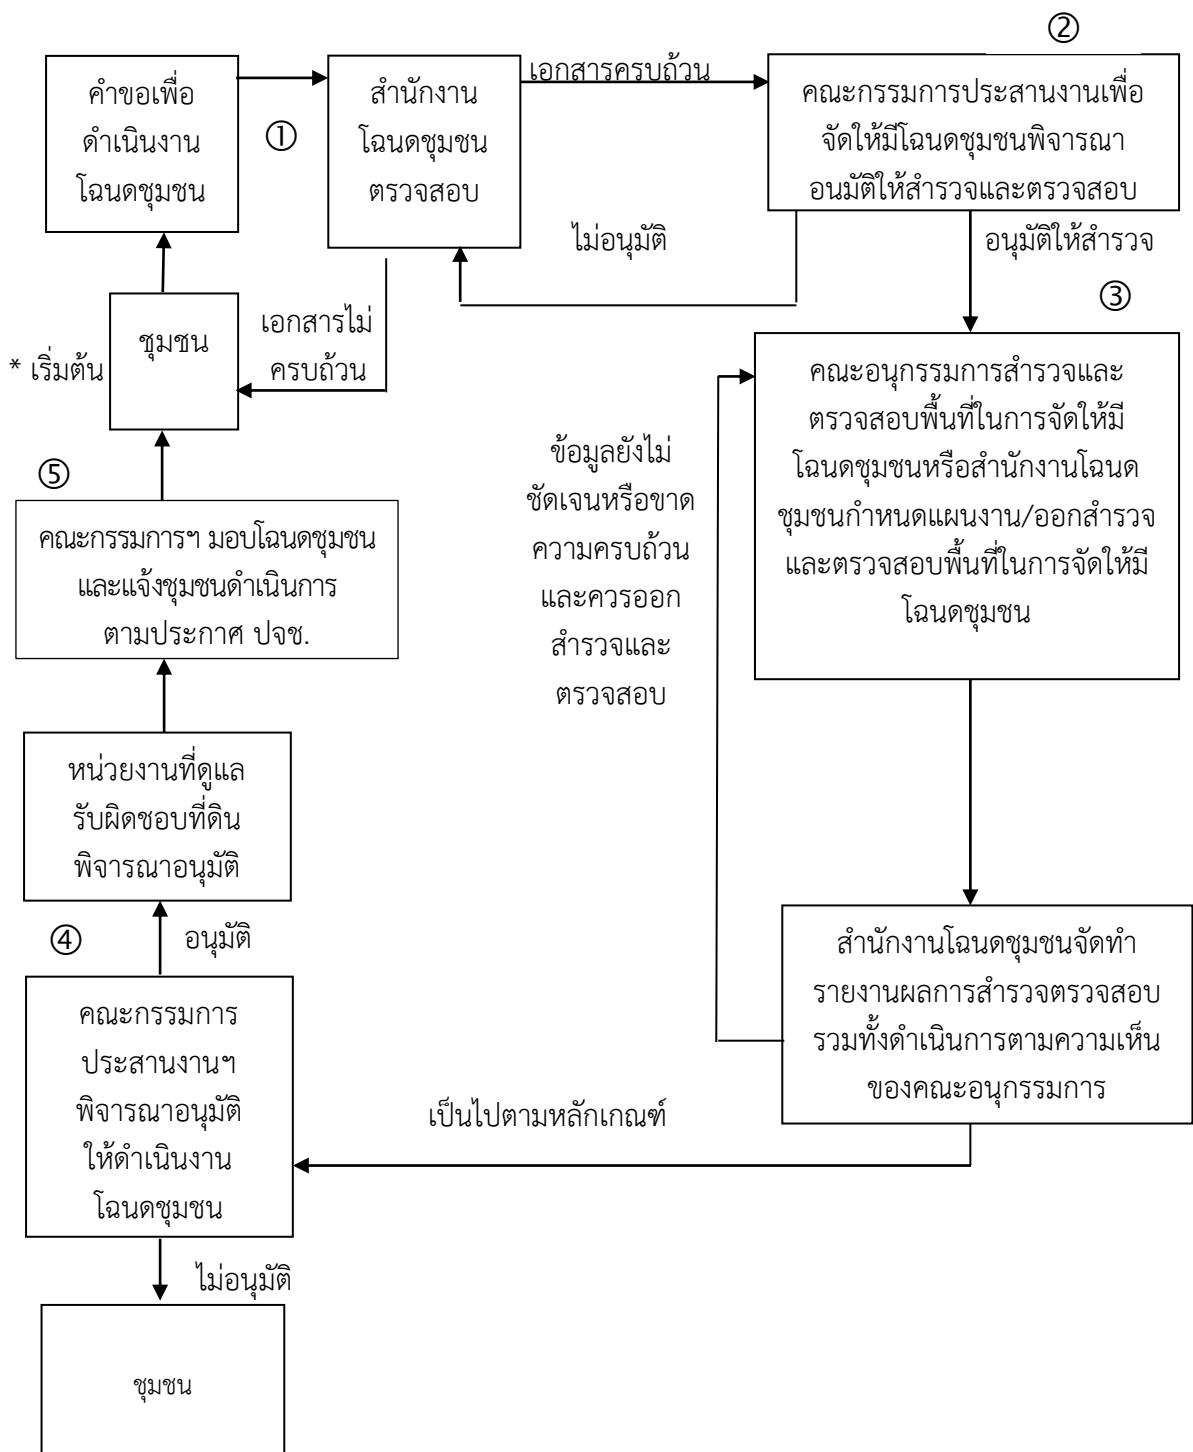 ②
คำขอเพื่อ
ดำเนินงาน
โฉนดชุมชน
①
สำนักงาน
โฉนดชุมชน
ตรวจสอบ
เอกสารครบถ้วน
คณะกรรมการประสานงานเพื่อ
จัดให้มีโฉนดชุมชนพิจารณา
อนุมัติให้สำรวจและตรวจสอบ
ไม่อนุมัติ
อนุมัติให้สำรวจ
③
* เริ่มต้น
ชุมชน
เอกสารไม่
ครบถ้วน
คณะอนุกรรมการสำรวจและ
ตรวจสอบพื้นที่ในการจัดให้มี
โฉนดชุมชนหรือสำนักงานโฉนด
ชุมชนกำหนดแผนงาน/ออกสำรวจ
และตรวจสอบพื้นที่ในการจัดให้มี
โฉนดชุมชน
ข้อมูลยังไม่
ชัดเจนหรือขาด
ความครบถ้วน
และควรออก
สำรวจและ
ตรวจสอบ
⑤
คณะกรรมการฯ มอบโฉนดชุมชน
และแจ้งชุมชนดำเนินการ
ตามประกาศ ปจช.
หน่วยงานที่ดูแล
รับผิดชอบที่ดิน
พิจารณาอนุมัติ
④
อนุมัติ
สำนักงานโฉนดชุมชนจัดทำ
รายงานผลการสำรวจตรวจสอบ
รวมทั้งดำเนินการตามความเห็น
ของคณะอนุกรรมการ
คณะกรรมการ
ประสานงานฯ
พิจารณาอนุมัติ
ให้ดำเนินงาน
โฉนดชุมชน
เป็นไปตามหลักเกณฑ์
ไม่อนุมัติ
ชุมชน